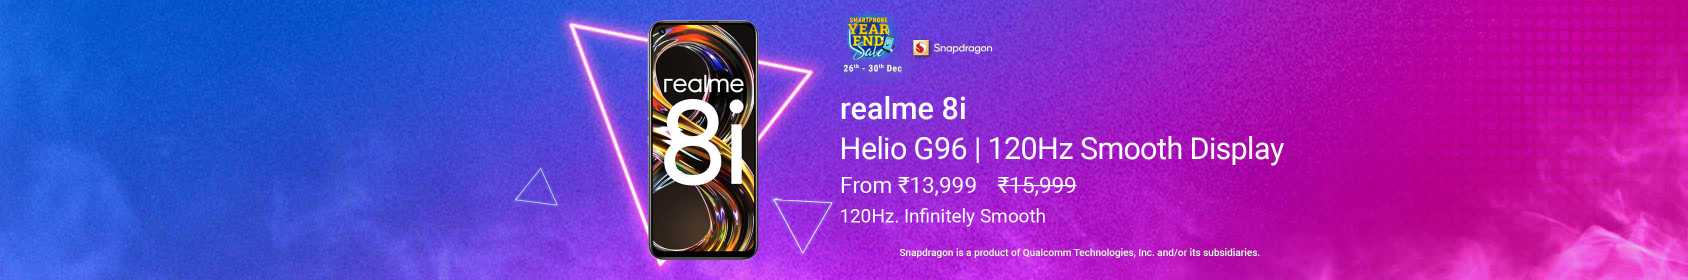 realme
8i
SMARTPHONE
YEAR
END
Sale
26th - 30th Dec
Snapdragon
realme 8i
Helio G96 | 120Hz Smooth Display
From ₹13,999 ₹15,999
120Hz. Infinitely Smooth
Snapdragon is a product of Qualcomm Technologies, Inc. and/or its subsidiaries.